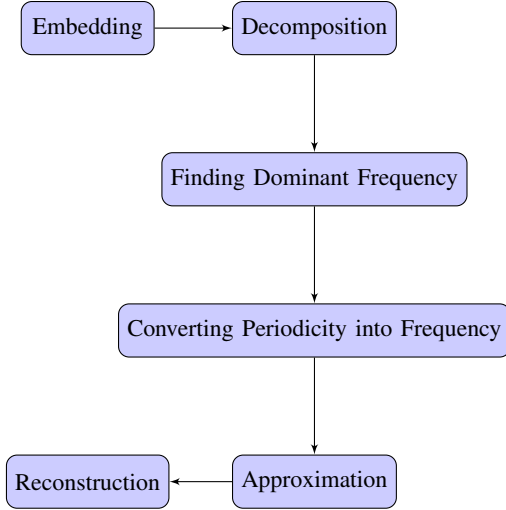 Embedding
Decomposition
Finding Dominant Frequency
Converting Periodicity into Frequency
Reconstruction
Approximation